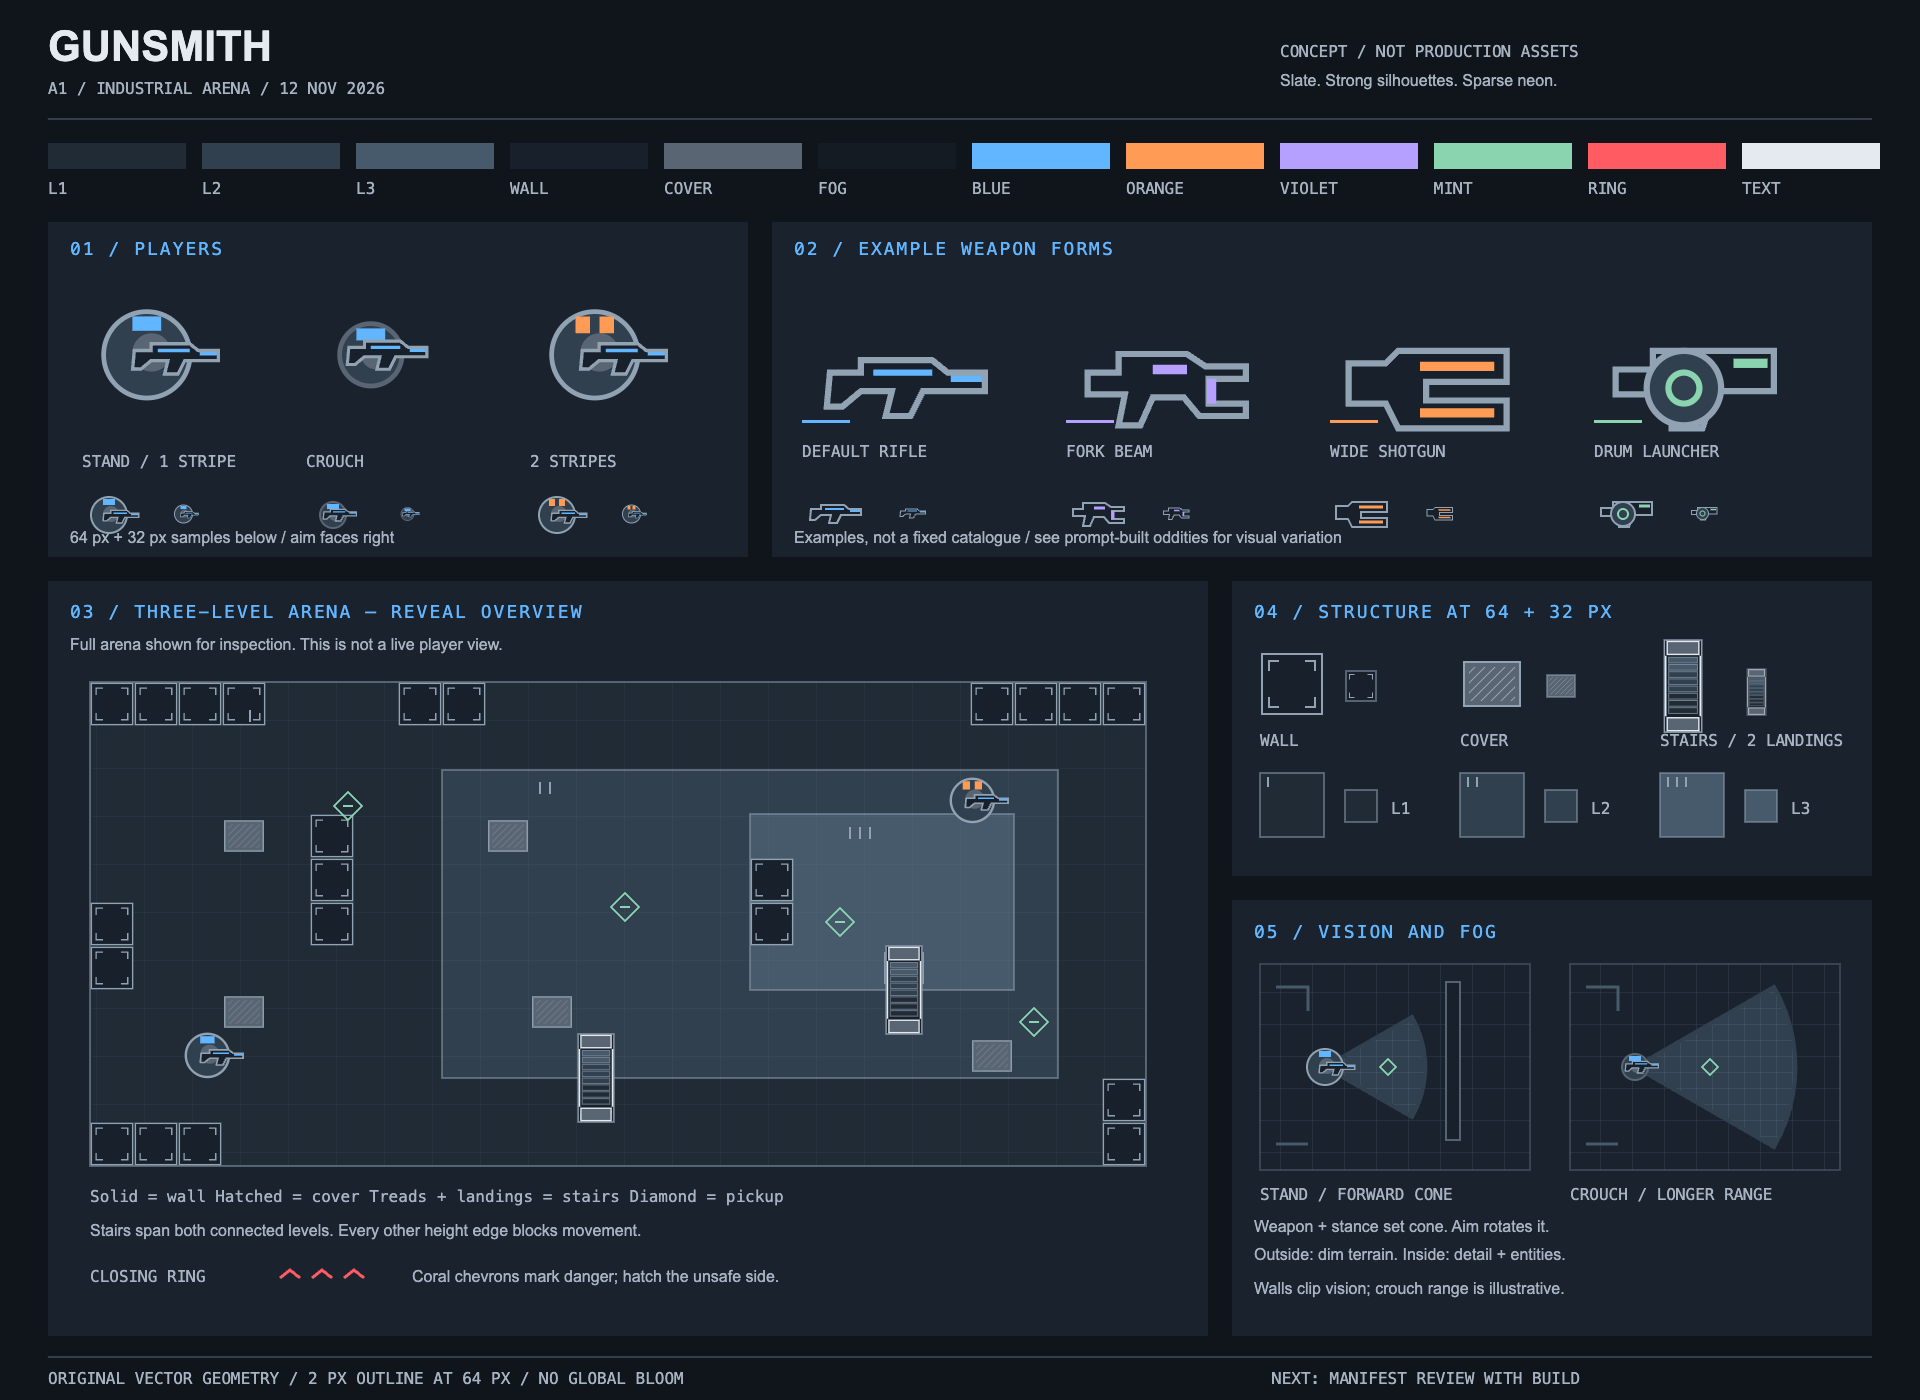 GUNSMITH
A1 / INDUSTRIAL ARENA / 12 NOV 2026
CONCEPT / NOT PRODUCTION ASSETS
Slate. Strong silhouettes. Sparse neon.
L1 L2 L3 WALL COVER FOG BLUE ORANGE VIOLET MINT RING TEXT
01 / PLAYERS
STAND / 1 STRIPE CROUCH 2 STRIPES
64 px + 32 px samples below / aim faces right
02 / EXAMPLE WEAPON FORMS
DEFAULT RIFLE FORK BEAM WIDE SHOTGUN DRUM LAUNCHER
Examples, not a fixed catalogue / see prompt-built oddities for visual variation
03 / THREE-LEVEL ARENA — REVEAL OVERVIEW
Full arena shown for inspection. This is not a live player view.
Solid = wall Hatched = cover Treads + landings = stairs Diamond = pickup
Stairs span both connected levels. Every other height edge blocks movement.
CLOSING RING Coral chevrons mark danger; hatch the unsafe side.
04 / STRUCTURE AT 64 + 32 PX
WALL COVER STAIRS / 2 LANDINGS
L1 L2 L3
05 / VISION AND FOG
STAND / FORWARD CONE CROUCH / LONGER RANGE
Weapon + stance set cone. Aim rotates it.
Outside: dim terrain. Inside: detail + entities.
Walls clip vision; crouch range is illustrative.
ORIGINAL VECTOR GEOMETRY / 2 PX OUTLINE AT 64 PX / NO GLOBAL BLOOM
NEXT: MANIFEST REVIEW WITH BUILD